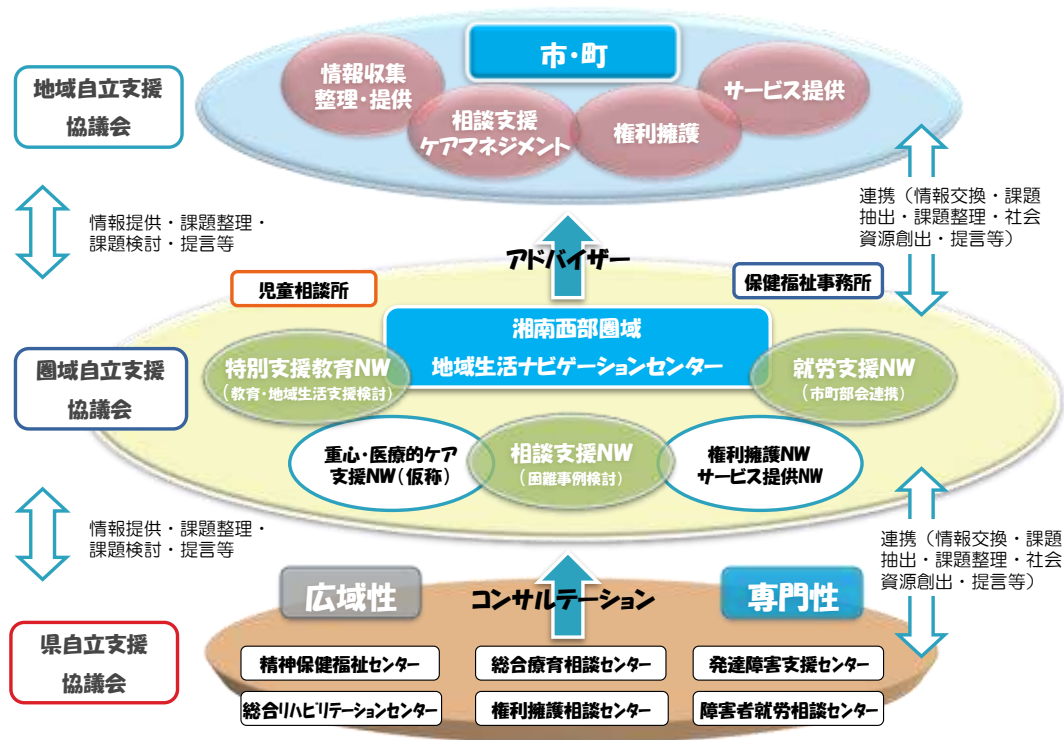 市・町
地域自立支援
協議会
情報収集
整理・提供
相談支援
ケアマネジメント
権利擁護
サービス提供
情報提供・課題整理・
課題検討・提言等
連携（情報交換・課題
抽出・課題整理・社会
資源創出・提言等）
アドバイザー
児童相談所
保健福祉事務所
湘南西部圏域
地域生活ナビゲーションセンター
圏域自立支援
協議会
特別支援教育NW
（教育・地域生活支援検討）
就労支援NW
（市町部会連携）
重心・医療的ケア
支援NW（仮称）
相談支援NW
（困難事例検討）
権利擁護NW
サービス提供NW
情報提供・課題整理・
課題検討・提言等
連携（情報交換・課題
抽出・課題整理・社会
資源創出・提言等）
広域性
コンサルテーション
専門性
県自立支援
協議会
精神保健福祉センター
総合療育相談センター
発達障害支援センター
総合リハビリテーションセンター
権利擁護相談センター
障害者就労相談センター